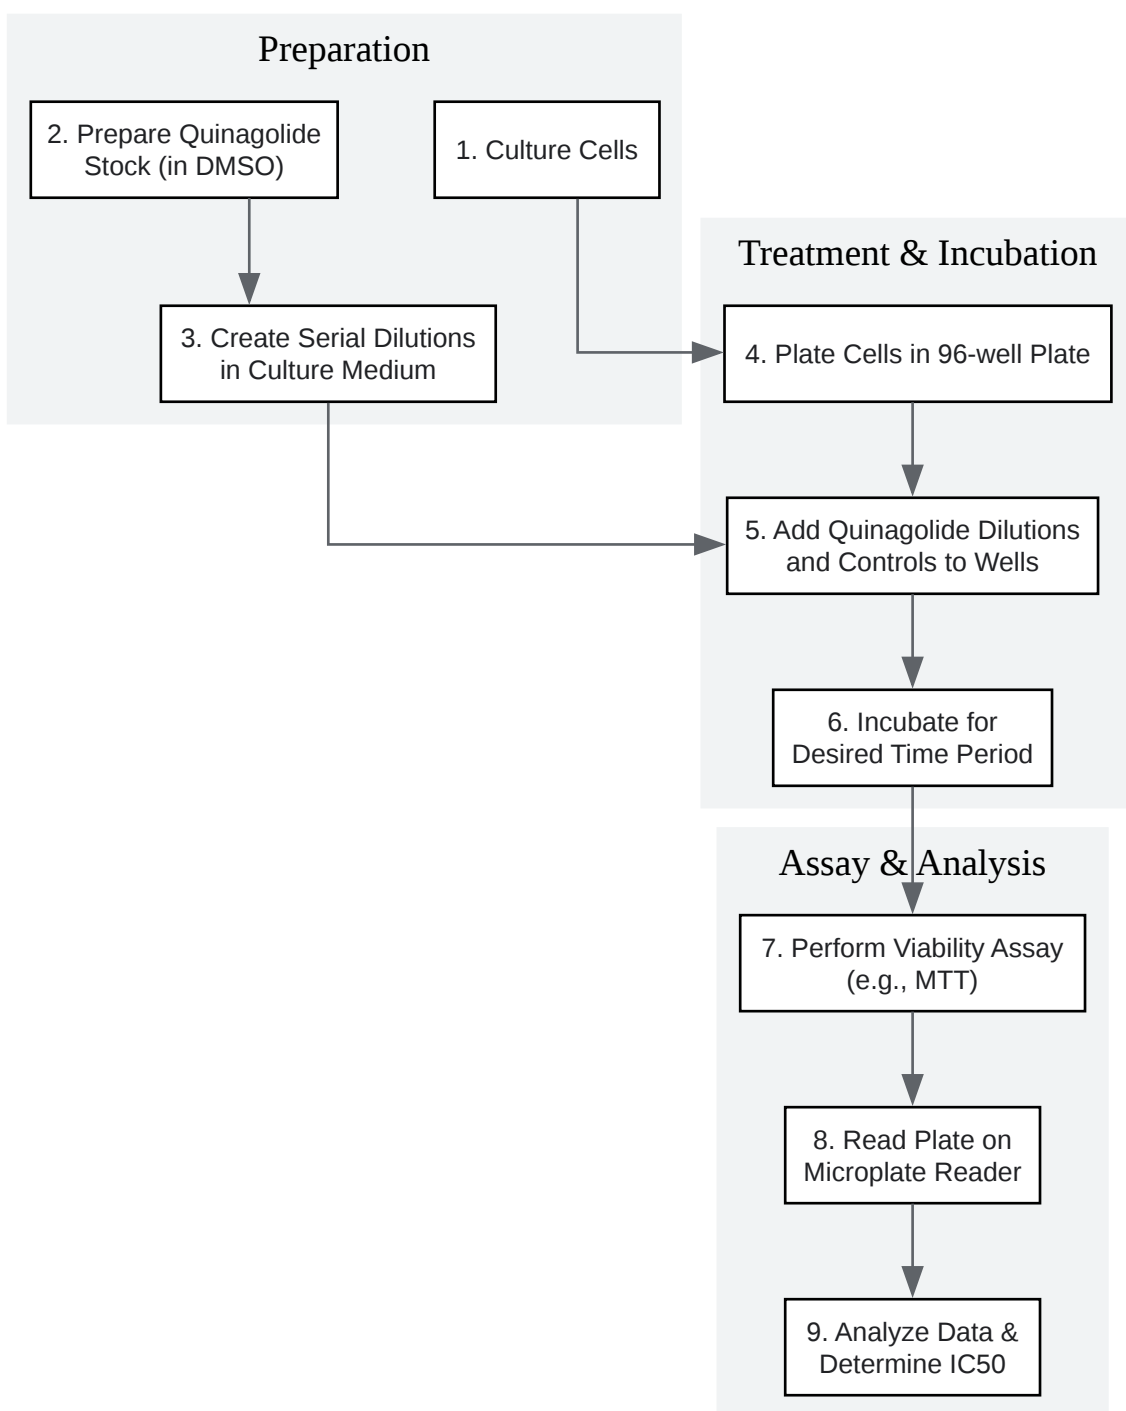 Preparation
2. Prepare Quinagolide
Stock (in DMSO)
1. Culture Cells
3. Create Serial Dilutions
in Culture Medium
Treatment & Incubation
4. Plate Cells in 96-well Plate
5. Add Quinagolide Dilutions
and Controls to Wells
6. Incubate for
Desired Time Period
Assay & Analysis
7. Perform Viability Assay
(e.g., MTT)
8. Read Plate on
Microplate Reader
9. Analyze Data &
Determine IC50